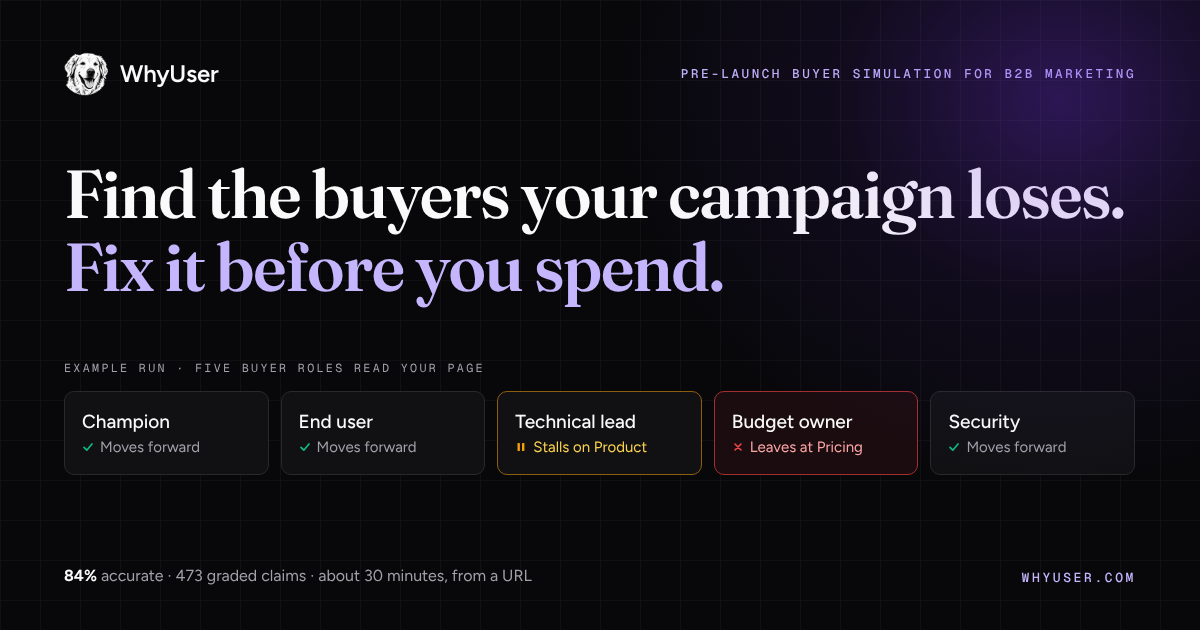 WhyUser
PRE-LAUNCH BUYER SIMULATION FOR B2B MARKETING
Find the buyers your campaign loses.
Fix it before you spend.
EXAMPLE RUN · FIVE BUYER ROLES READ YOUR PAGE
Champion
Moves forward
End user
Moves forward
Technical lead
Stalls on Product
Budget owner
Leaves at Pricing
Security
Moves forward
84% accurate · 473 graded claims · about 30 minutes, from a URL
WHYUSER.COM